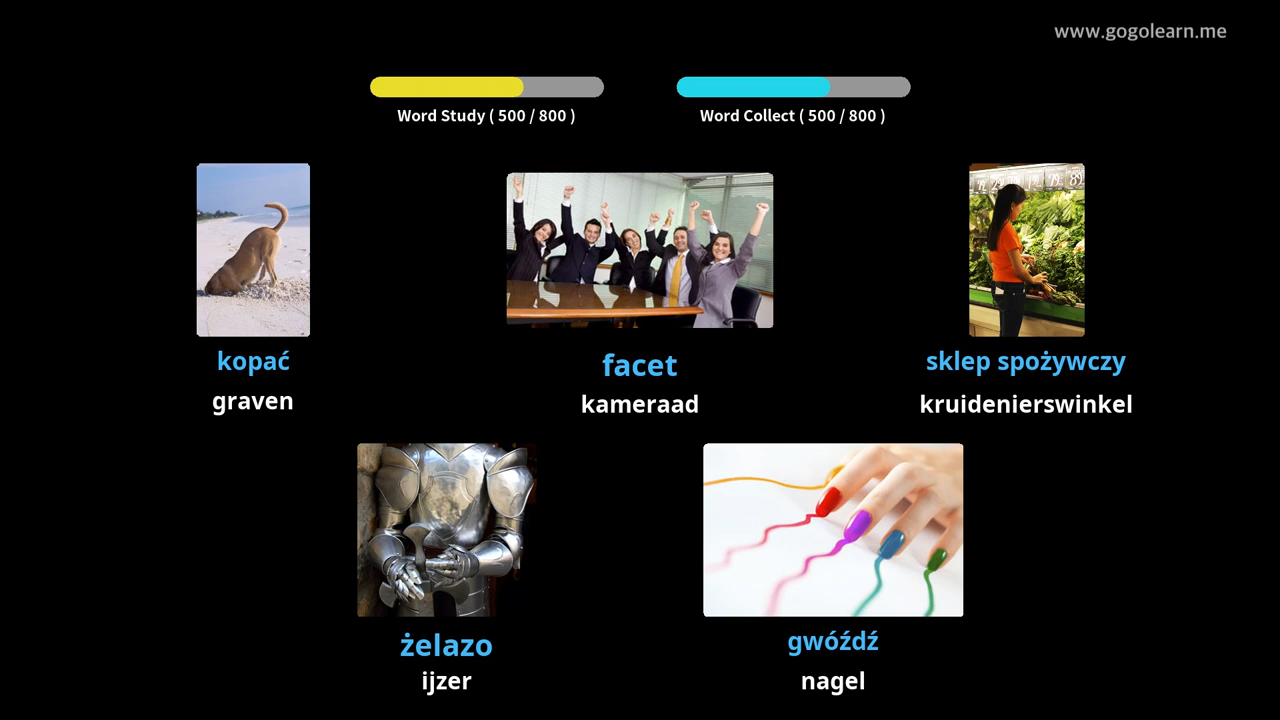 www.gogolearn.me
Word Study ( 500 / 800 )
Word Collect ( 500 / 800 )
kopać
graven
facet
kameraad
sklep spożywczy
kruidenierswinkel
żelazo
ijzer
gwóźdź
nagel